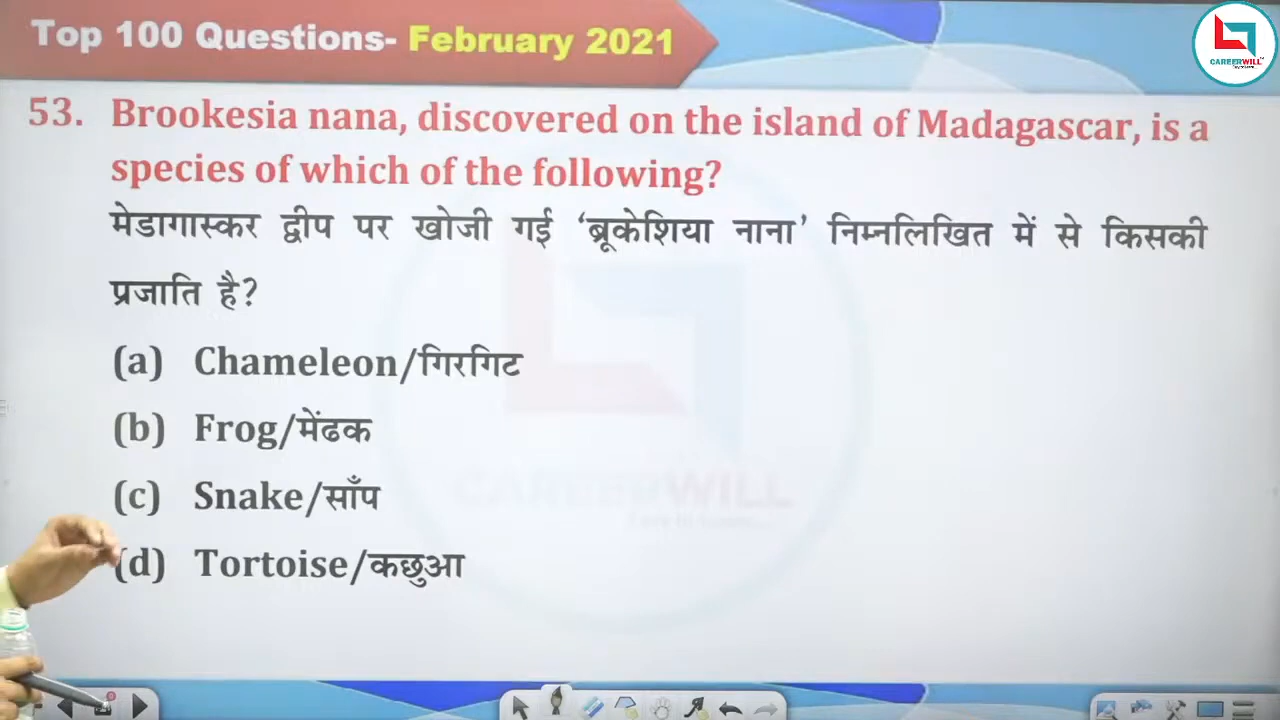 Top 100 Questions- February 2021
CAREERWILL
53. Brookesia nana, discovered on the island of Madagascar, is a
species of which of the following?
मेडागास्कर द्वीप पर खोजी गई ‘ब्रूकेशिया नाना’ निम्नलिखित में से किसकी
प्रजाति है?
(a) Chameleon/गिरगिट
(b) Frog/मेंढक
(c) Snake/साँप
(d) Tortoise/कछुआ
CAREERWILL